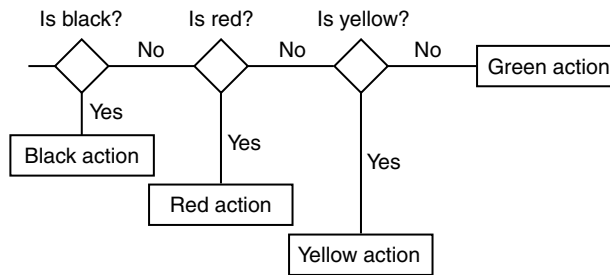 Is black?
Is red?
Is yellow?
No
No
No
Green action
Yes
Black action
Yes
Red action
Yes
Yellow action